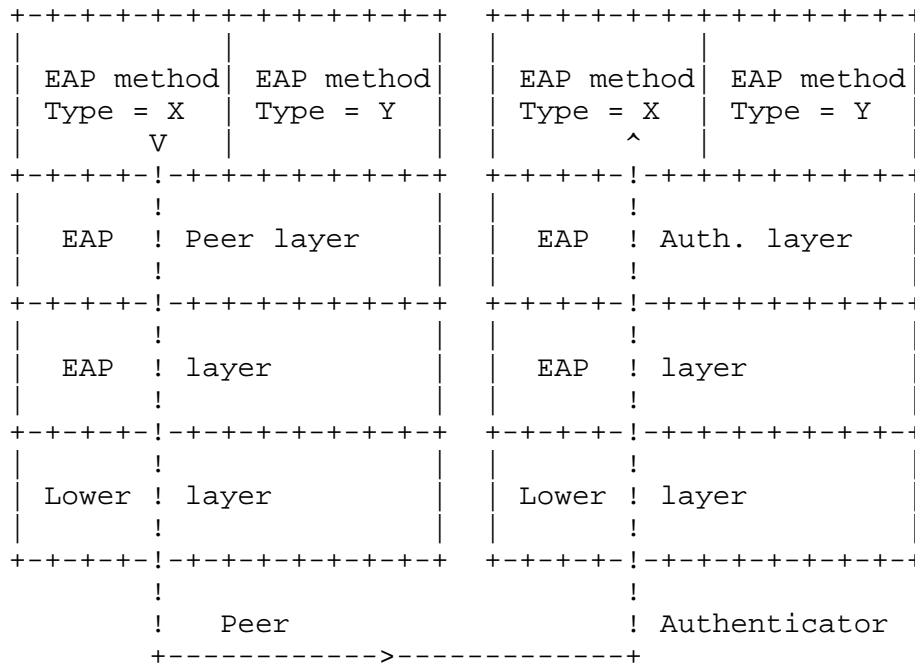 +-+-+-+-+-+-+-+-+-+-+-+-+  +-+-+-+-+-+-+-+-+-+-+-+-+
|           |           |  |           |           |
| EAP method| EAP method|  | EAP method| EAP method|
| Type = X  | Type = Y  |  | Type = X  | Type = Y  |
|       V   |           |  |       ^   |           |
+-+-+-+-!-+-+-+-+-+-+-+-+  +-+-+-+-!-+-+-+-+-+-+-+-+
|       !               |  |       !               |
|  EAP  ! Peer layer    |  |  EAP  ! Auth. layer   |
|       !               |  |       !               |
+-+-+-+-!-+-+-+-+-+-+-+-+  +-+-+-+-!-+-+-+-+-+-+-+-+
|       !               |  |       !               |
|  EAP  ! layer         |  |  EAP  ! layer         |
|       !               |  |       !               |
+-+-+-+-!-+-+-+-+-+-+-+-+  +-+-+-+-!-+-+-+-+-+-+-+-+
|       !               |  |       !               |
| Lower ! layer         |  | Lower ! layer         |
|       !               |  |       !               |
+-+-+-+-!-+-+-+-+-+-+-+-+  +-+-+-+-!-+-+-+-+-+-+-+-+
        !                          !
        !   Peer                   ! Authenticator
        +------------>-------------+